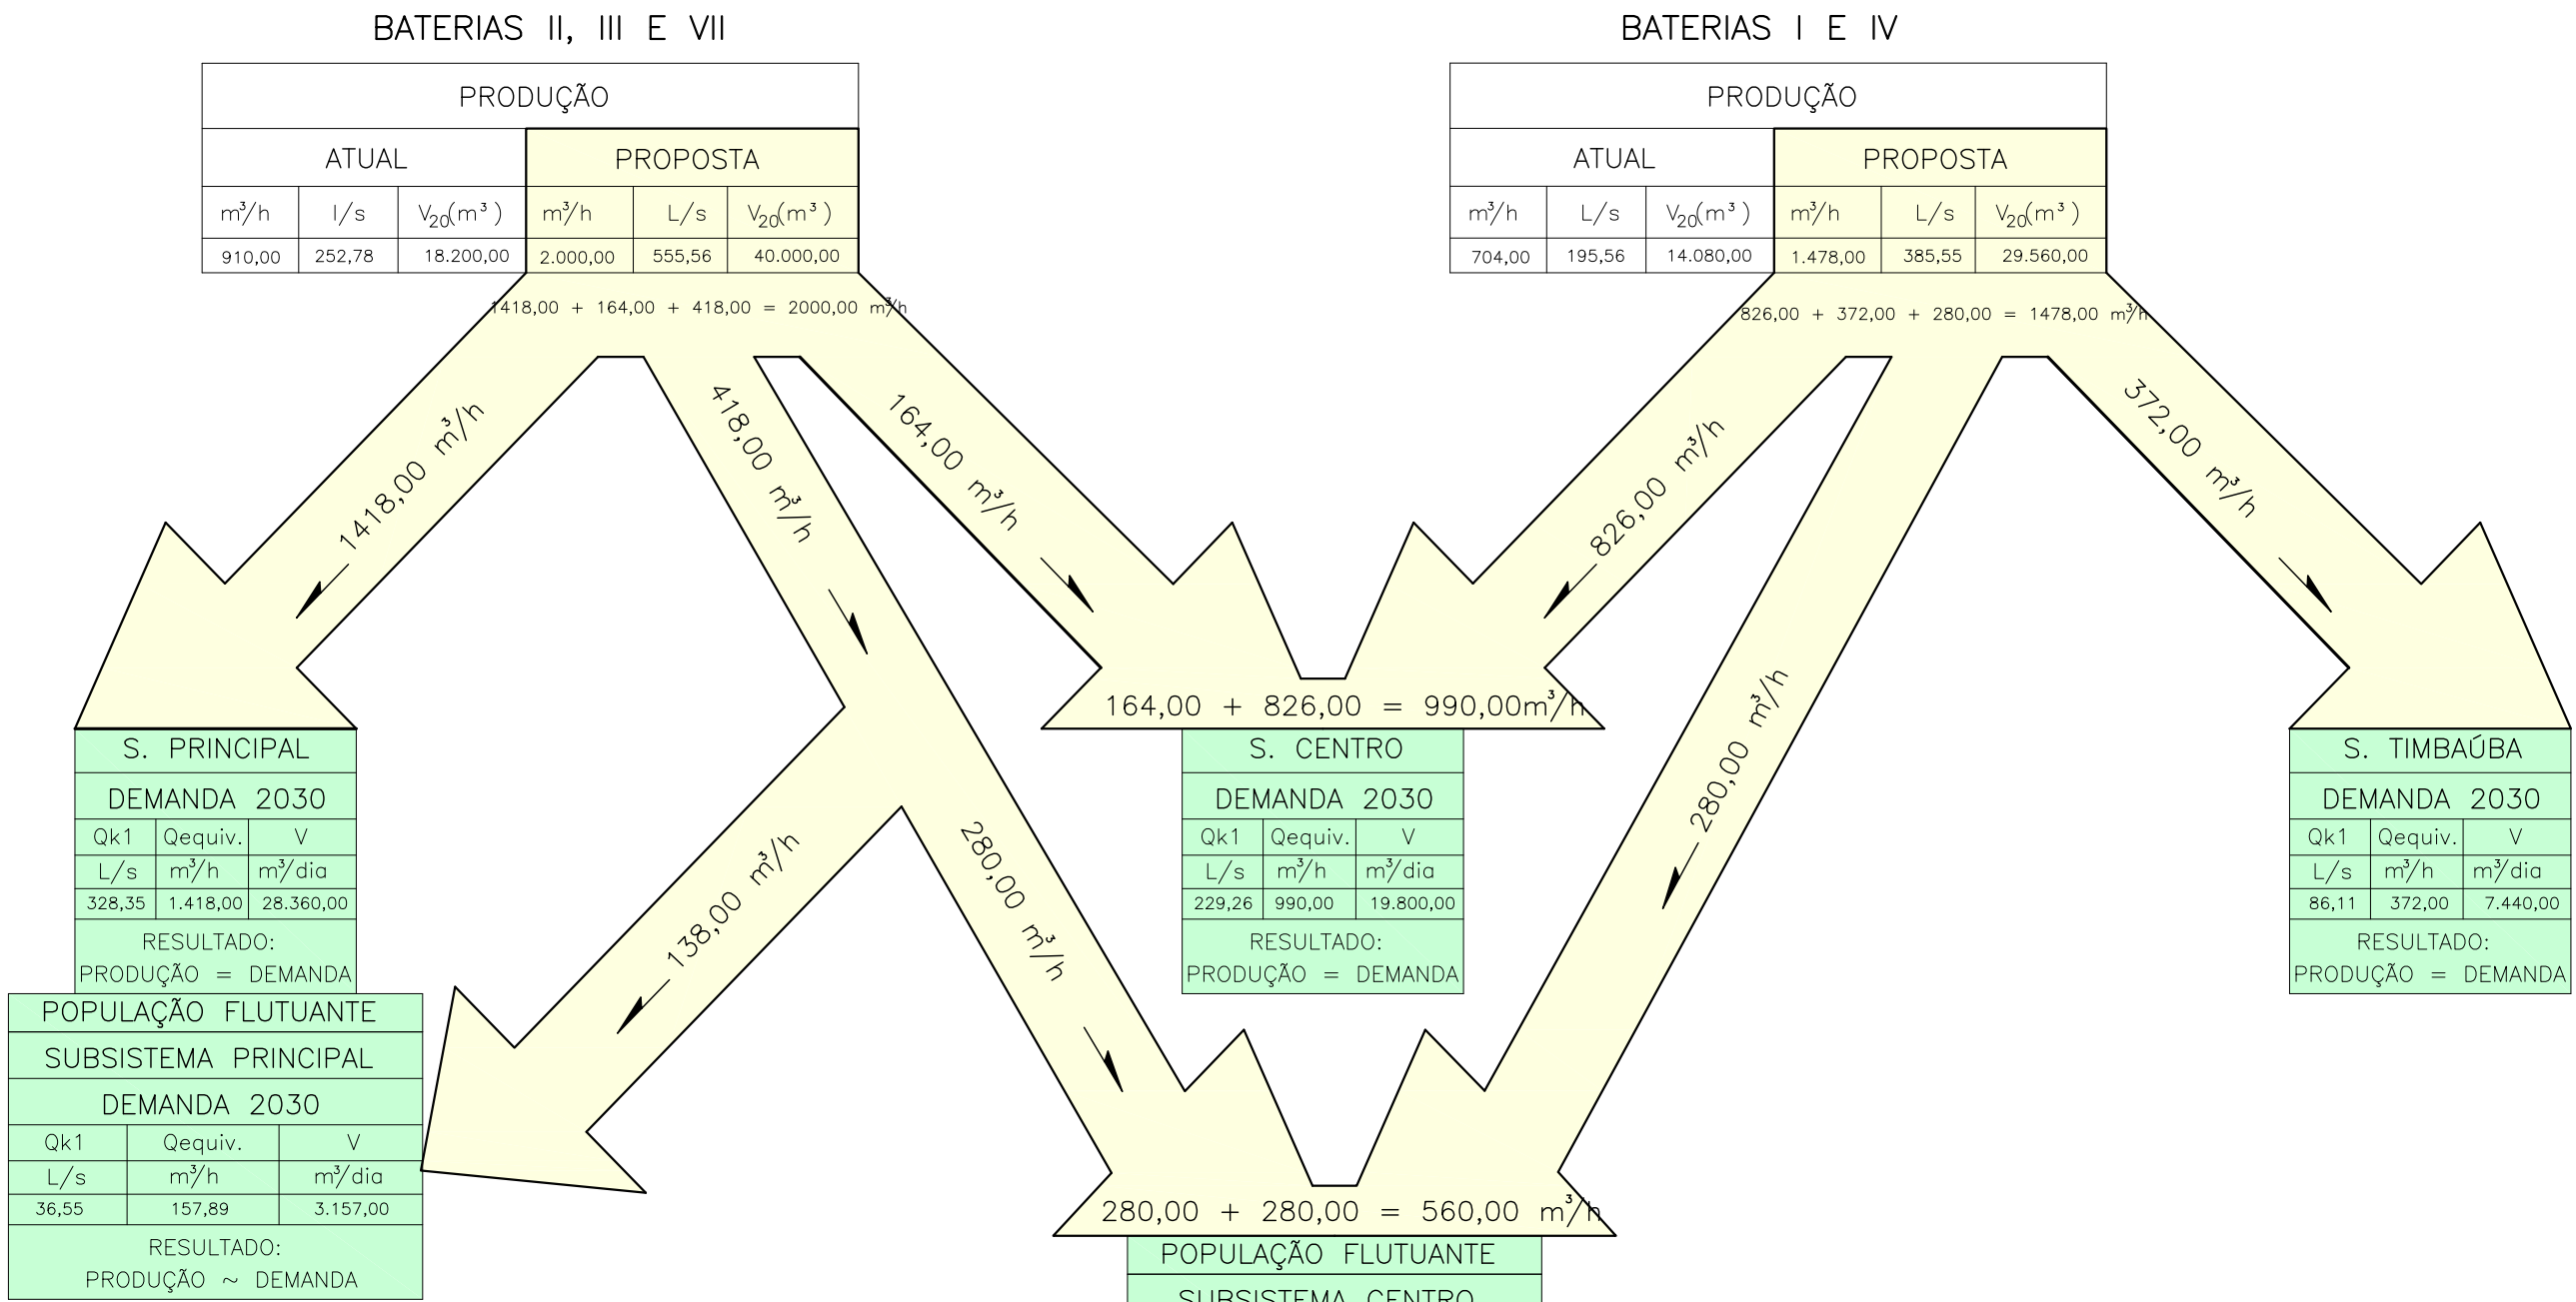 BATERIAS II, III E VII
PRODUÇÃO
ATUAL PROPOSTA
m³/h l/s V20(m³) m³/h L/s V20(m³)
910,00 252,78 18.200,00 2.000,00 555,56 40.000,00
1418,00 + 164,00 + 418,00 = 2000,00 m³/h
BATERIAS I E IV
PRODUÇÃO
ATUAL PROPOSTA
m³/h L/s V20(m³) m³/h L/s V20(m³)
704,00 195,56 14.080,00 1.478,00 385,55 29.560,00
826,00 + 372,00 + 280,00 = 1478,00 m³/h
1418,00 m³/h
418,00 m³/h
164,00 m³/h
826,00 m³/h
372,00 m³/h
280,00 m³/h
164,00 + 826,00 = 990,00m³/h
138,00 m³/h
280,00 m³/h
S. PRINCIPAL
DEMANDA 2030
Qk1 Qequiv. V
L/s m³/h m³/dia
328,35 1.418,00 28.360,00
RESULTADO:
PRODUÇÃO = DEMANDA
S. CENTRO
DEMANDA 2030
Qk1 Qequiv. V
L/s m³/h m³/dia
229,26 990,00 19.800,00
RESULTADO:
PRODUÇÃO = DEMANDA
S. TIMBAÚBA
DEMANDA 2030
Qk1 Qequiv. V
L/s m³/h m³/dia
86,11 372,00 7.440,00
RESULTADO:
PRODUÇÃO = DEMANDA
POPULAÇÃO FLUTUANTE
SUBSISTEMA PRINCIPAL
DEMANDA 2030
Qk1 Qequiv. V
L/s m³/h m³/dia
36,55 157,89 3.157,00
RESULTADO:
PRODUÇÃO ~ DEMANDA
280,00 + 280,00 = 560,00 m³/h
POPULAÇÃO FLUTUANTE
SUBSISTEMA CENTRO